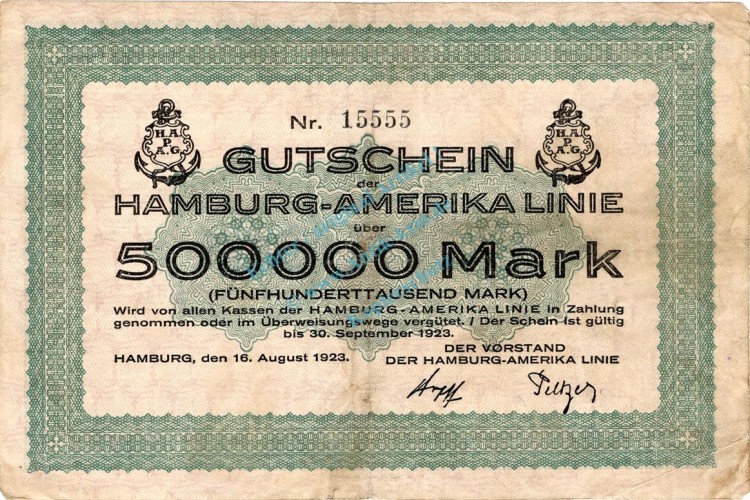 Nr. 15555
H.A.
P.
A.G.
H.A.
P.
A.G.
GUTSCHEIN
der
HAMBURG-AMERIKA LINIE
über
500000 Mark
(FÜNFHUNDERTTAUSEND MARK)
Wird von allen Kassen der HAMBURG-AMERIKA LINIE in Zahlung
genommen oder im Überweisungswege vergütet. / Der Schein ist gültig
bis 30. September 1923.
HAMBURG, den 16. August 1923.
DER VORSTAND
DER HAMBURG-AMERIKA LINIE
Peltzer